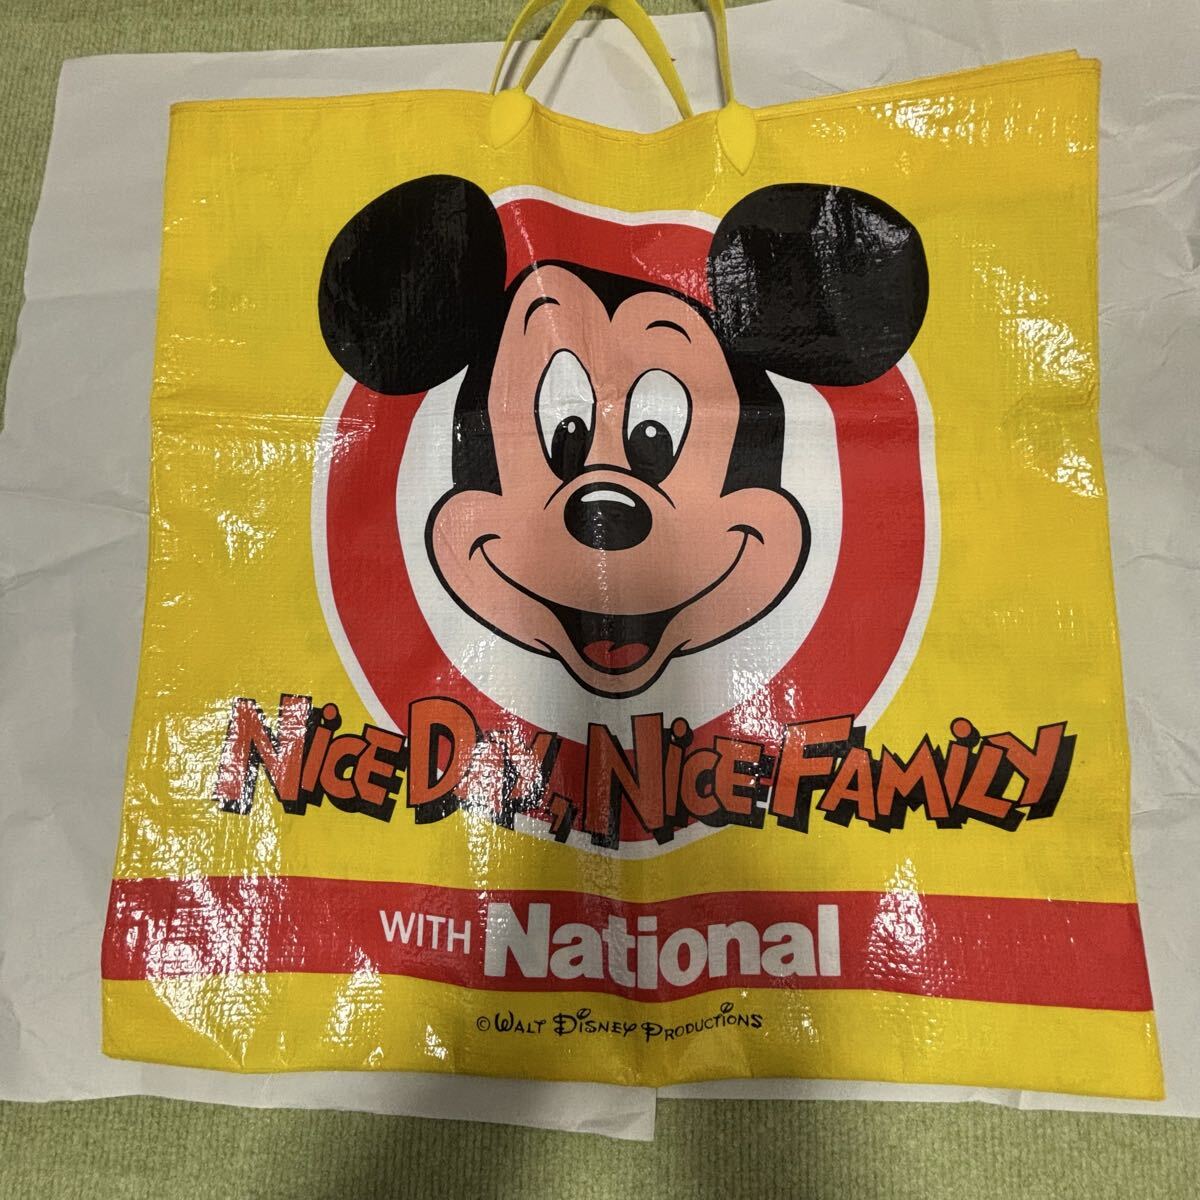 NICE DAY, NICE FAMILY
WITH National
© WALT DISNEY PRODUCTIONS